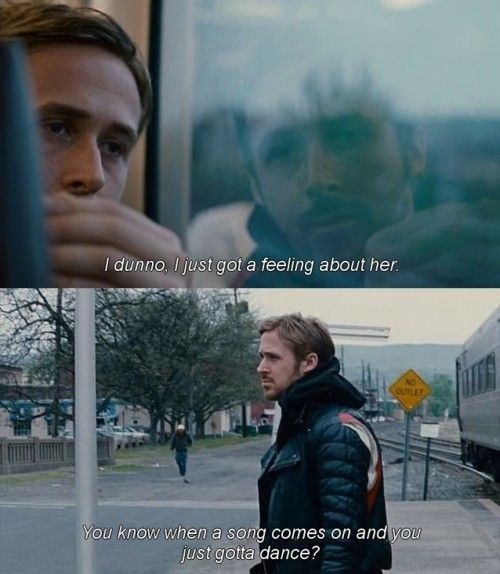 I dunno, I just got a feeling about her.
NO
OUTLET
You know when a song comes on and you
just gotta dance?